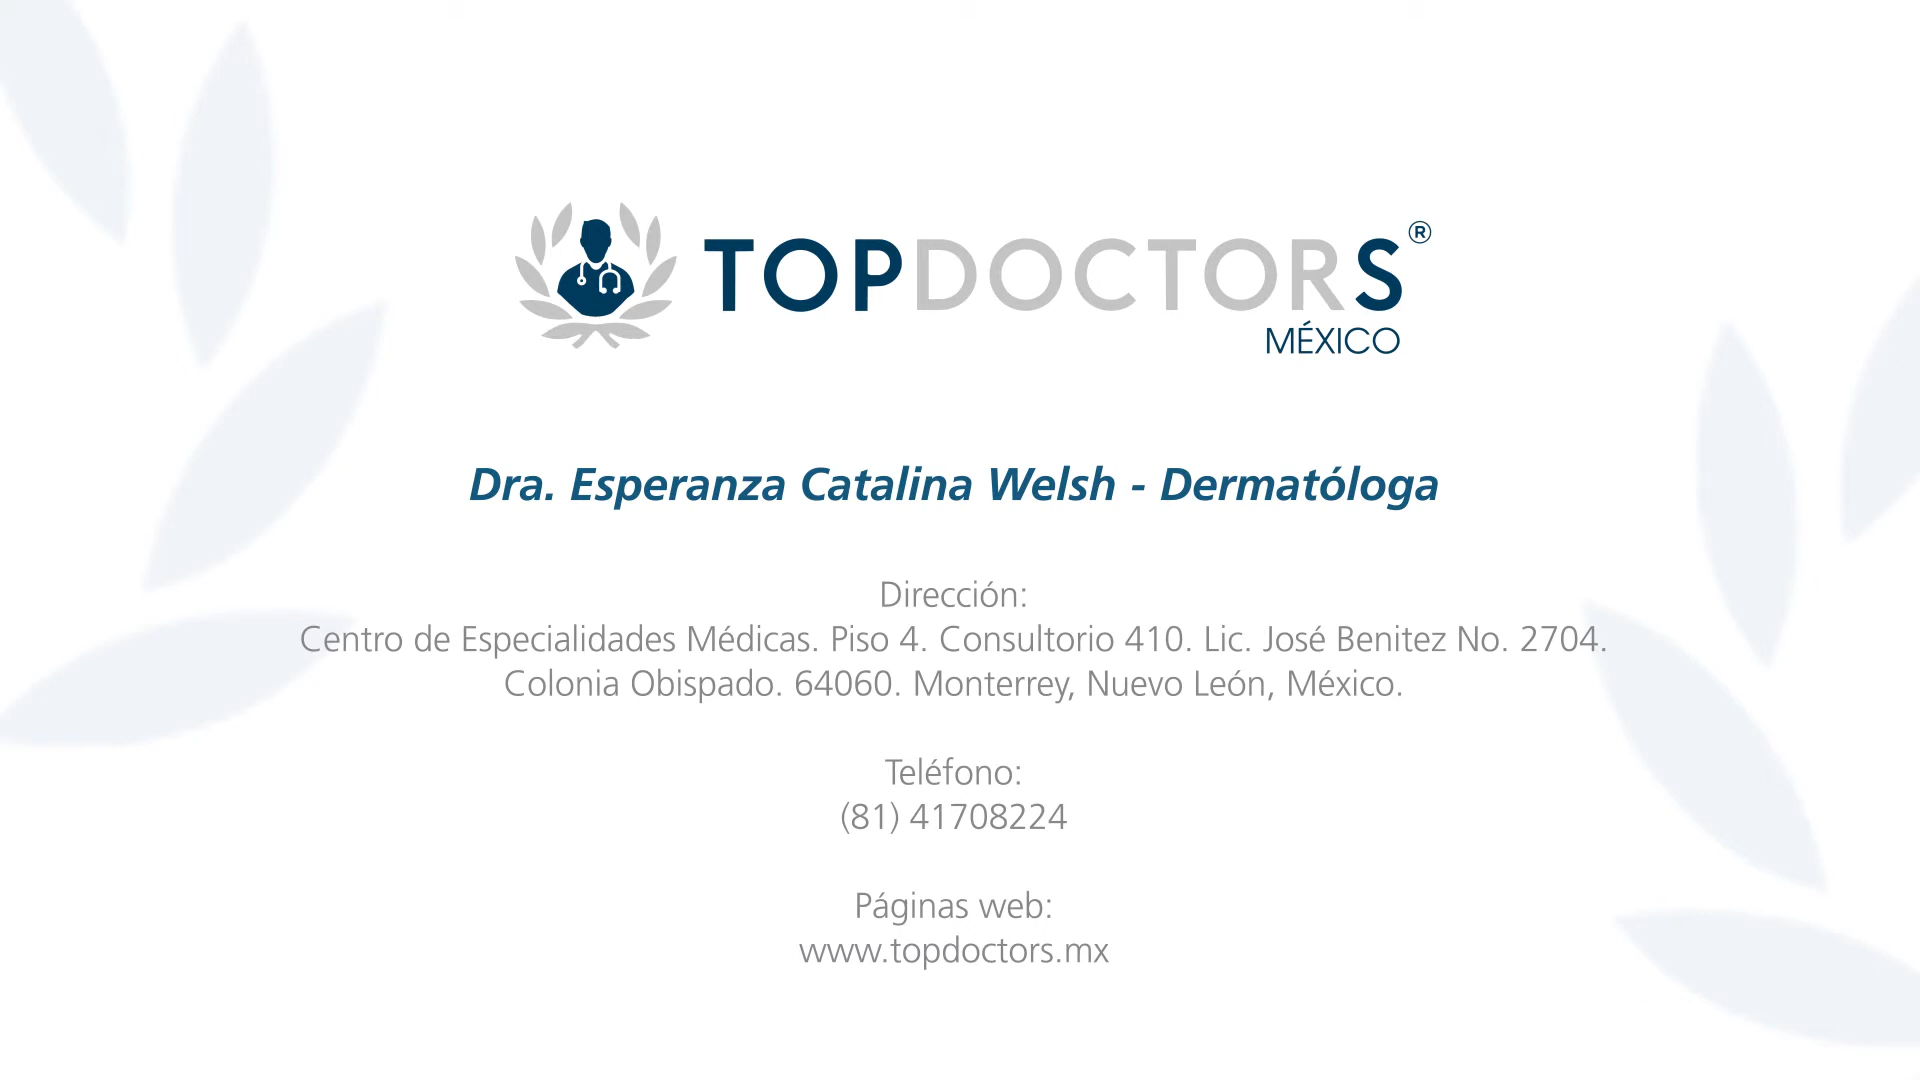 TOPDOCTORS®
MÉXICO
Dra. Esperanza Catalina Welsh - Dermatóloga
Dirección:
Centro de Especialidades Médicas. Piso 4. Consultorio 410. Lic. José Benitez No. 2704.
Colonia Obispado. 64060. Monterrey, Nuevo León, México.
Teléfono:
(81) 41708224
Páginas web:
www.topdoctors.mx